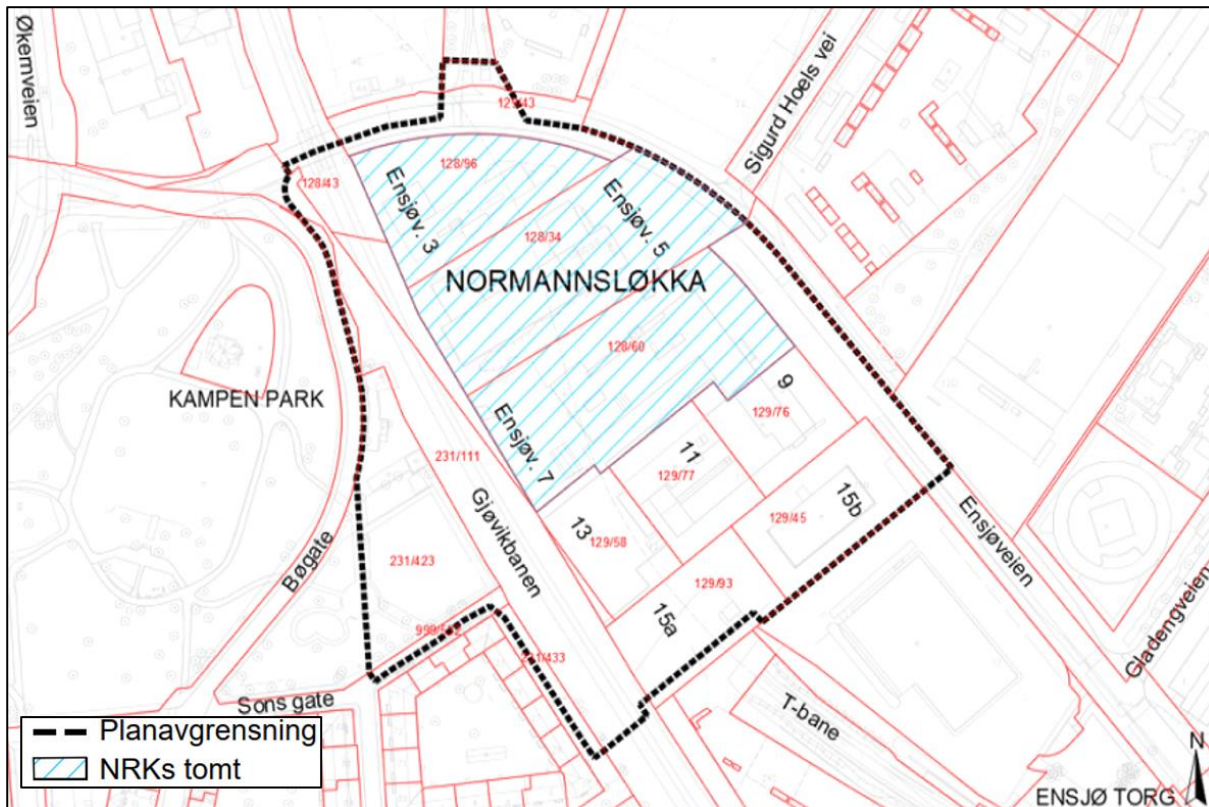 Økernveien
Sigurd Hoels vei
129/43
128/43
128/96
Ensjøv. 3
Ensjøv. 5
128/34
NORMANNSLØKKA
128/60
KAMPEN PARK
9
129/76
Ensjøv. 7
231/111
11
129/77
Gjøvikbanen
15b
129/45
Ensjøveien
13
129/58
231/423
Bøgate
129/93
15a
Gladengveien
Sons gate
T-bane
Planavgrensning
NRKs tomt
N
ENSJØ TORG